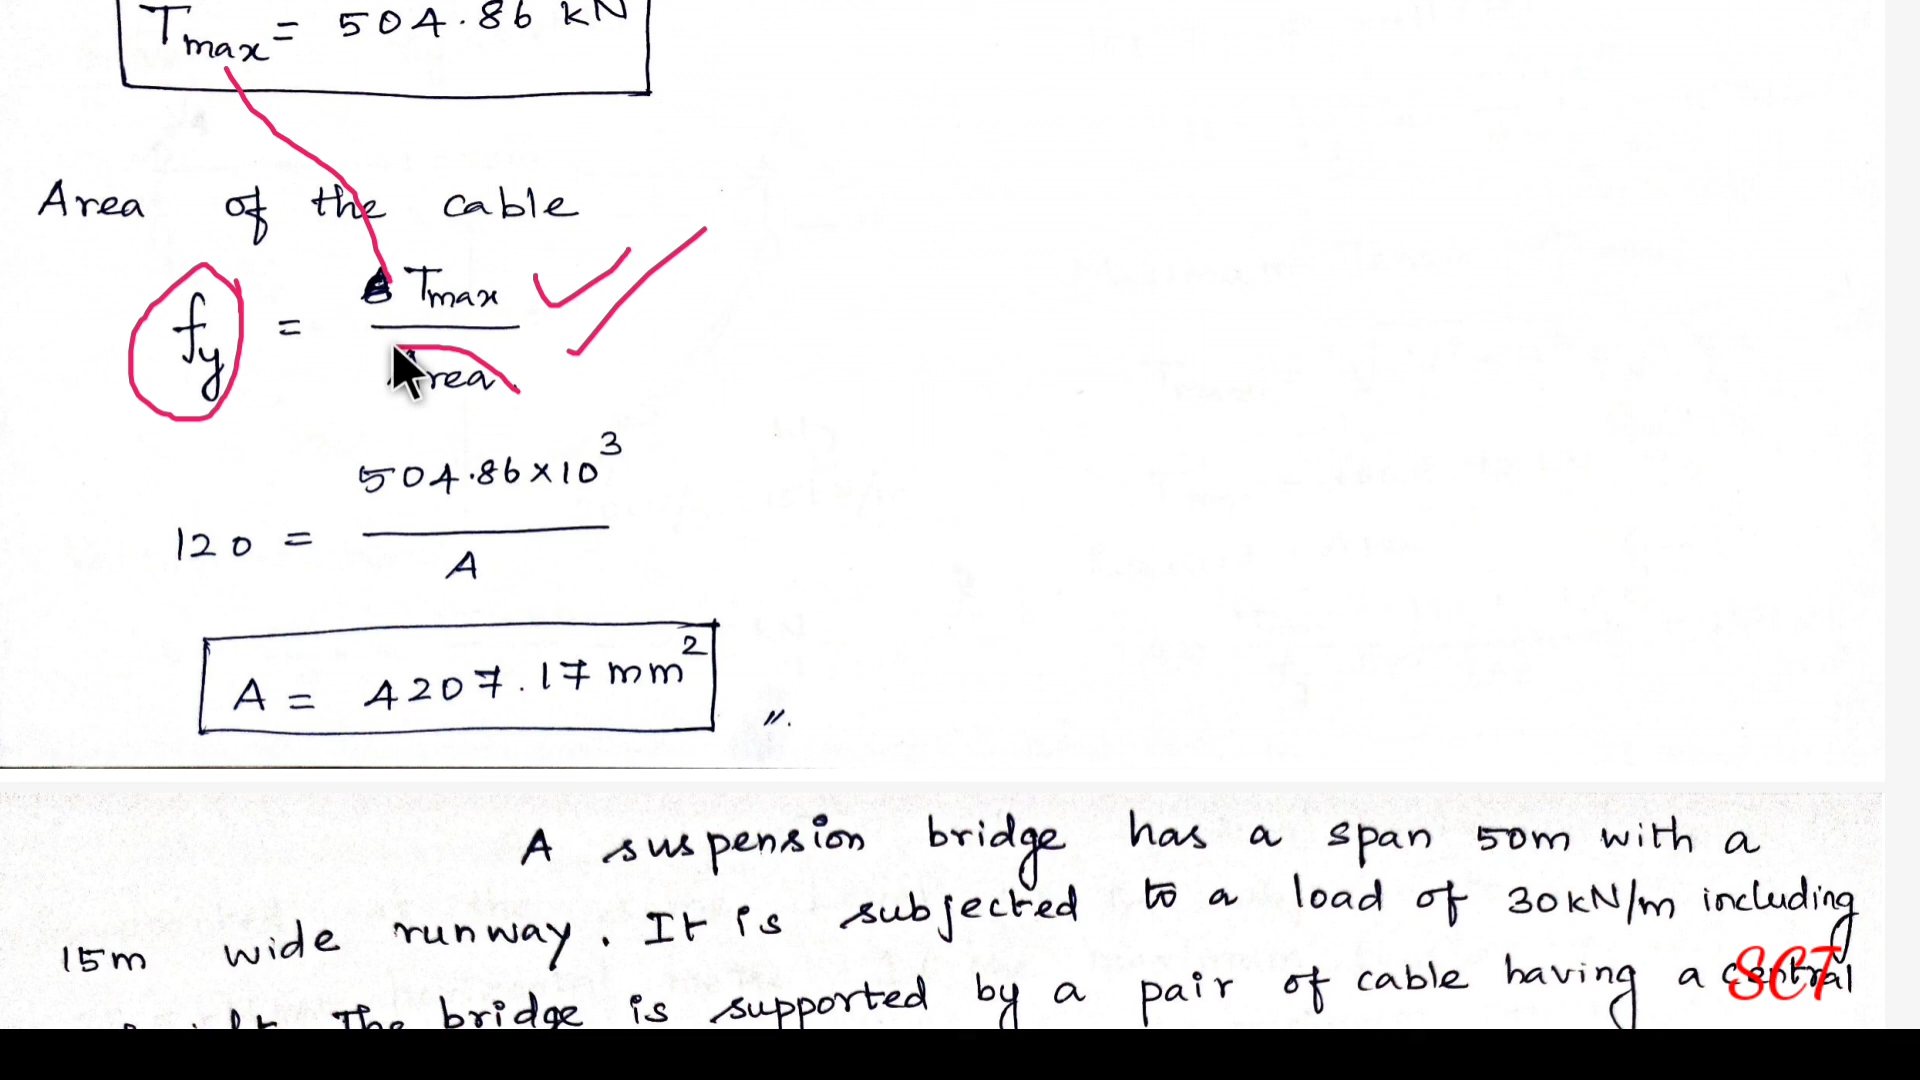 Tmax = 504.86 kN
Area of the cable
fy = Tmax / Area
120 = 504.86×10³ / A
A = 4207.17 mm²
A suspension bridge has a span 50m with a
15m wide runway. It is subjected to a load of 30kN/m including
The bridge is supported by a pair of cable having a central
SCT